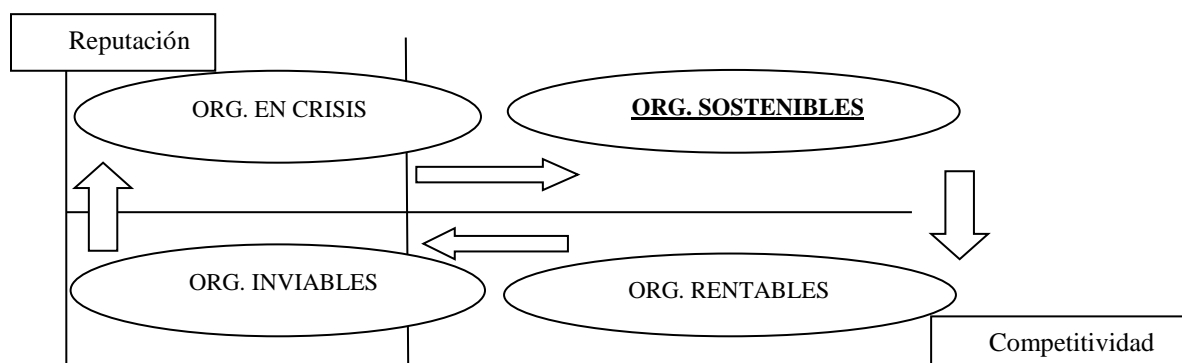 Reputación
ORG. EN CRISIS
ORG. SOSTENIBLES
ORG. INVIABLES
ORG. RENTABLES
Competitividad